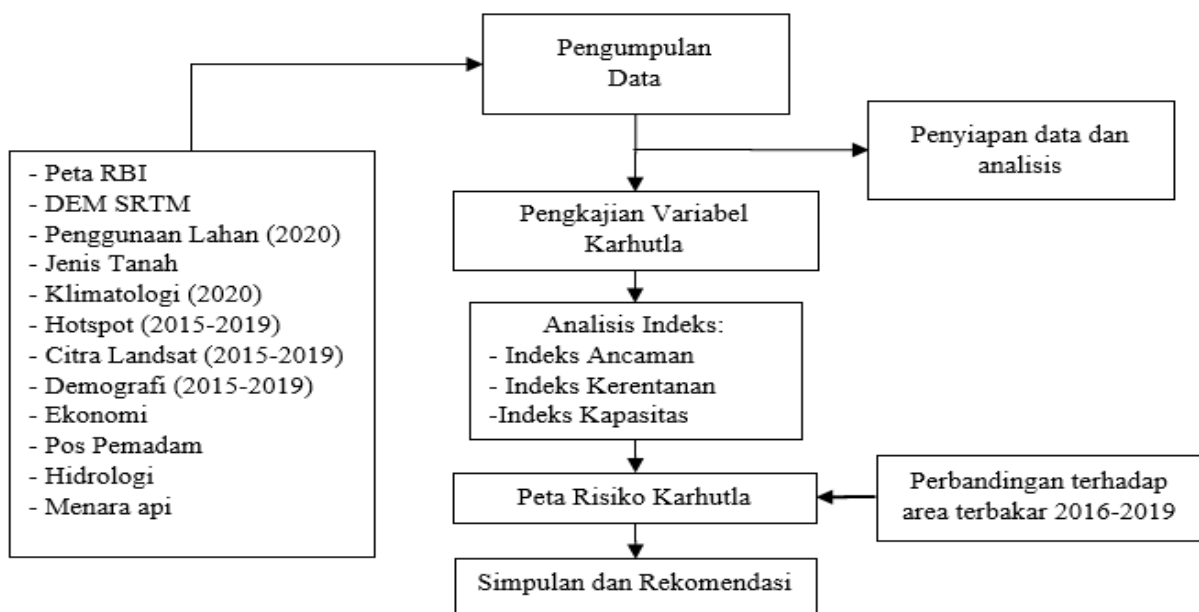 Pengumpulan
Data
Penyiapan data dan
analisis
- Peta RBI
- DEM SRTM
- Penggunaan Lahan (2020)
- Jenis Tanah
- Klimatologi (2020)
- Hotspot (2015-2019)
- Citra Landsat (2015-2019)
- Demografi (2015-2019)
- Ekonomi
- Pos Pemadam
- Hidrologi
- Menara api
Pengkajian Variabel
Karhutla
Analisis Indeks:
- Indeks Ancaman
- Indeks Kerentanan
-Indeks Kapasitas
Peta Risiko Karhutla
Perbandingan terhadap
area terbakar 2016-2019
Simpulan dan Rekomendasi